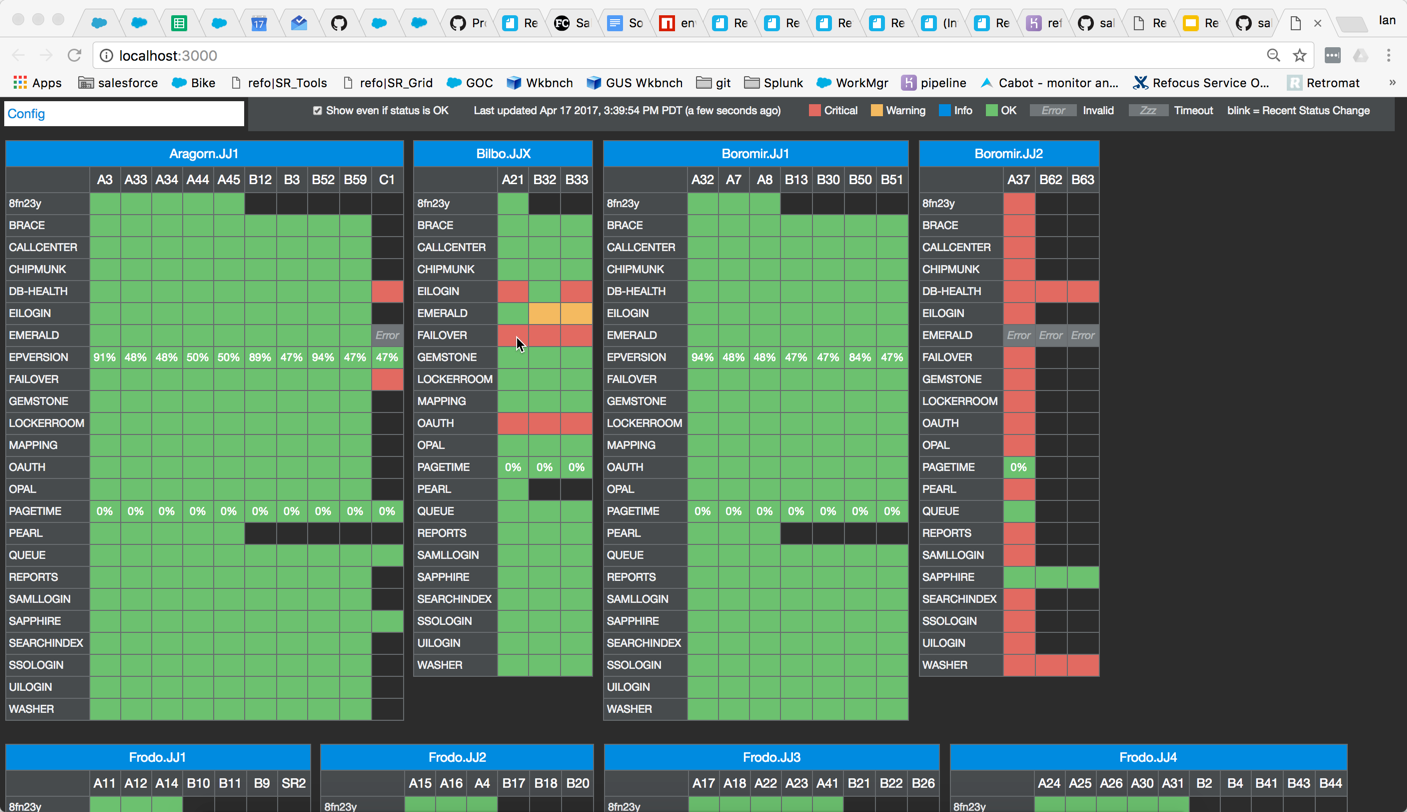 17 Pr Re FC Sa So en Re Re Re Re (In Re ref sal Re Re sa Ian
localhost:3000
Apps salesforce Bike refo|SR_Tools refo|SR_Grid GOC Wkbnch GUS Wkbnch git Splunk WorkMgr pipeline Cabot - monitor an... Refocus Service O... Retromat »
Config Show even if status is OK Last updated Apr 17 2017, 3:39:54 PM PDT (a few seconds ago) Critical Warning Info OK Error Invalid Zzz Timeout blink = Recent Status Change
Aragorn.JJ1
A3 A33 A34 A44 A45 B12 B3 B52 B59 C1
8fn23y
BRACE
CALLCENTER
CHIPMUNK
DB-HEALTH
EILOGIN
EMERALD Error
EPVERSION 91% 48% 48% 50% 50% 89% 47% 94% 47% 47%
FAILOVER
GEMSTONE
LOCKERROOM
MAPPING
OAUTH
OPAL
PAGETIME 0% 0% 0% 0% 0% 0% 0% 0% 0% 0%
PEARL
QUEUE
REPORTS
SAMLLOGIN
SAPPHIRE
SEARCHINDEX
SSOLOGIN
UILOGIN
WASHER
Bilbo.JJX
A21 B32 B33
8fn23y
BRACE
CALLCENTER
CHIPMUNK
EILOGIN
EMERALD
FAILOVER
GEMSTONE
LOCKERROOM
MAPPING
OAUTH
OPAL
PAGETIME 0% 0% 0%
PEARL
QUEUE
REPORTS
SAMLLOGIN
SAPPHIRE
SEARCHINDEX
SSOLOGIN
UILOGIN
WASHER
Boromir.JJ1
A32 A7 A8 B13 B30 B50 B51
8fn23y
BRACE
CALLCENTER
CHIPMUNK
DB-HEALTH
EILOGIN
EMERALD
EPVERSION 94% 48% 48% 47% 47% 84% 47%
FAILOVER
GEMSTONE
LOCKERROOM
MAPPING
OAUTH
OPAL
PAGETIME 0% 0% 0% 0% 0% 0% 0%
PEARL
QUEUE
REPORTS
SAMLLOGIN
SAPPHIRE
SEARCHINDEX
SSOLOGIN
UILOGIN
WASHER
Boromir.JJ2
A37 B62 B63
8fn23y
BRACE
CALLCENTER
CHIPMUNK
DB-HEALTH
EILOGIN
EMERALD Error Error Error
FAILOVER
GEMSTONE
LOCKERROOM
OAUTH
OPAL
PAGETIME 0%
PEARL
QUEUE
REPORTS
SAMLLOGIN
SAPPHIRE
SEARCHINDEX
SSOLOGIN
UILOGIN
WASHER
Frodo.JJ1
A11 A12 A14 B10 B11 B9 SR2
8fn23y
Frodo.JJ2
A15 A16 A4 B17 B18 B20
8fn23y
Frodo.JJ3
A17 A18 A22 A23 A41 B21 B22 B26
8fn23y
Frodo.JJ4
A24 A25 A26 A30 A31 B2 B4 B41 B43 B44
8fn23y